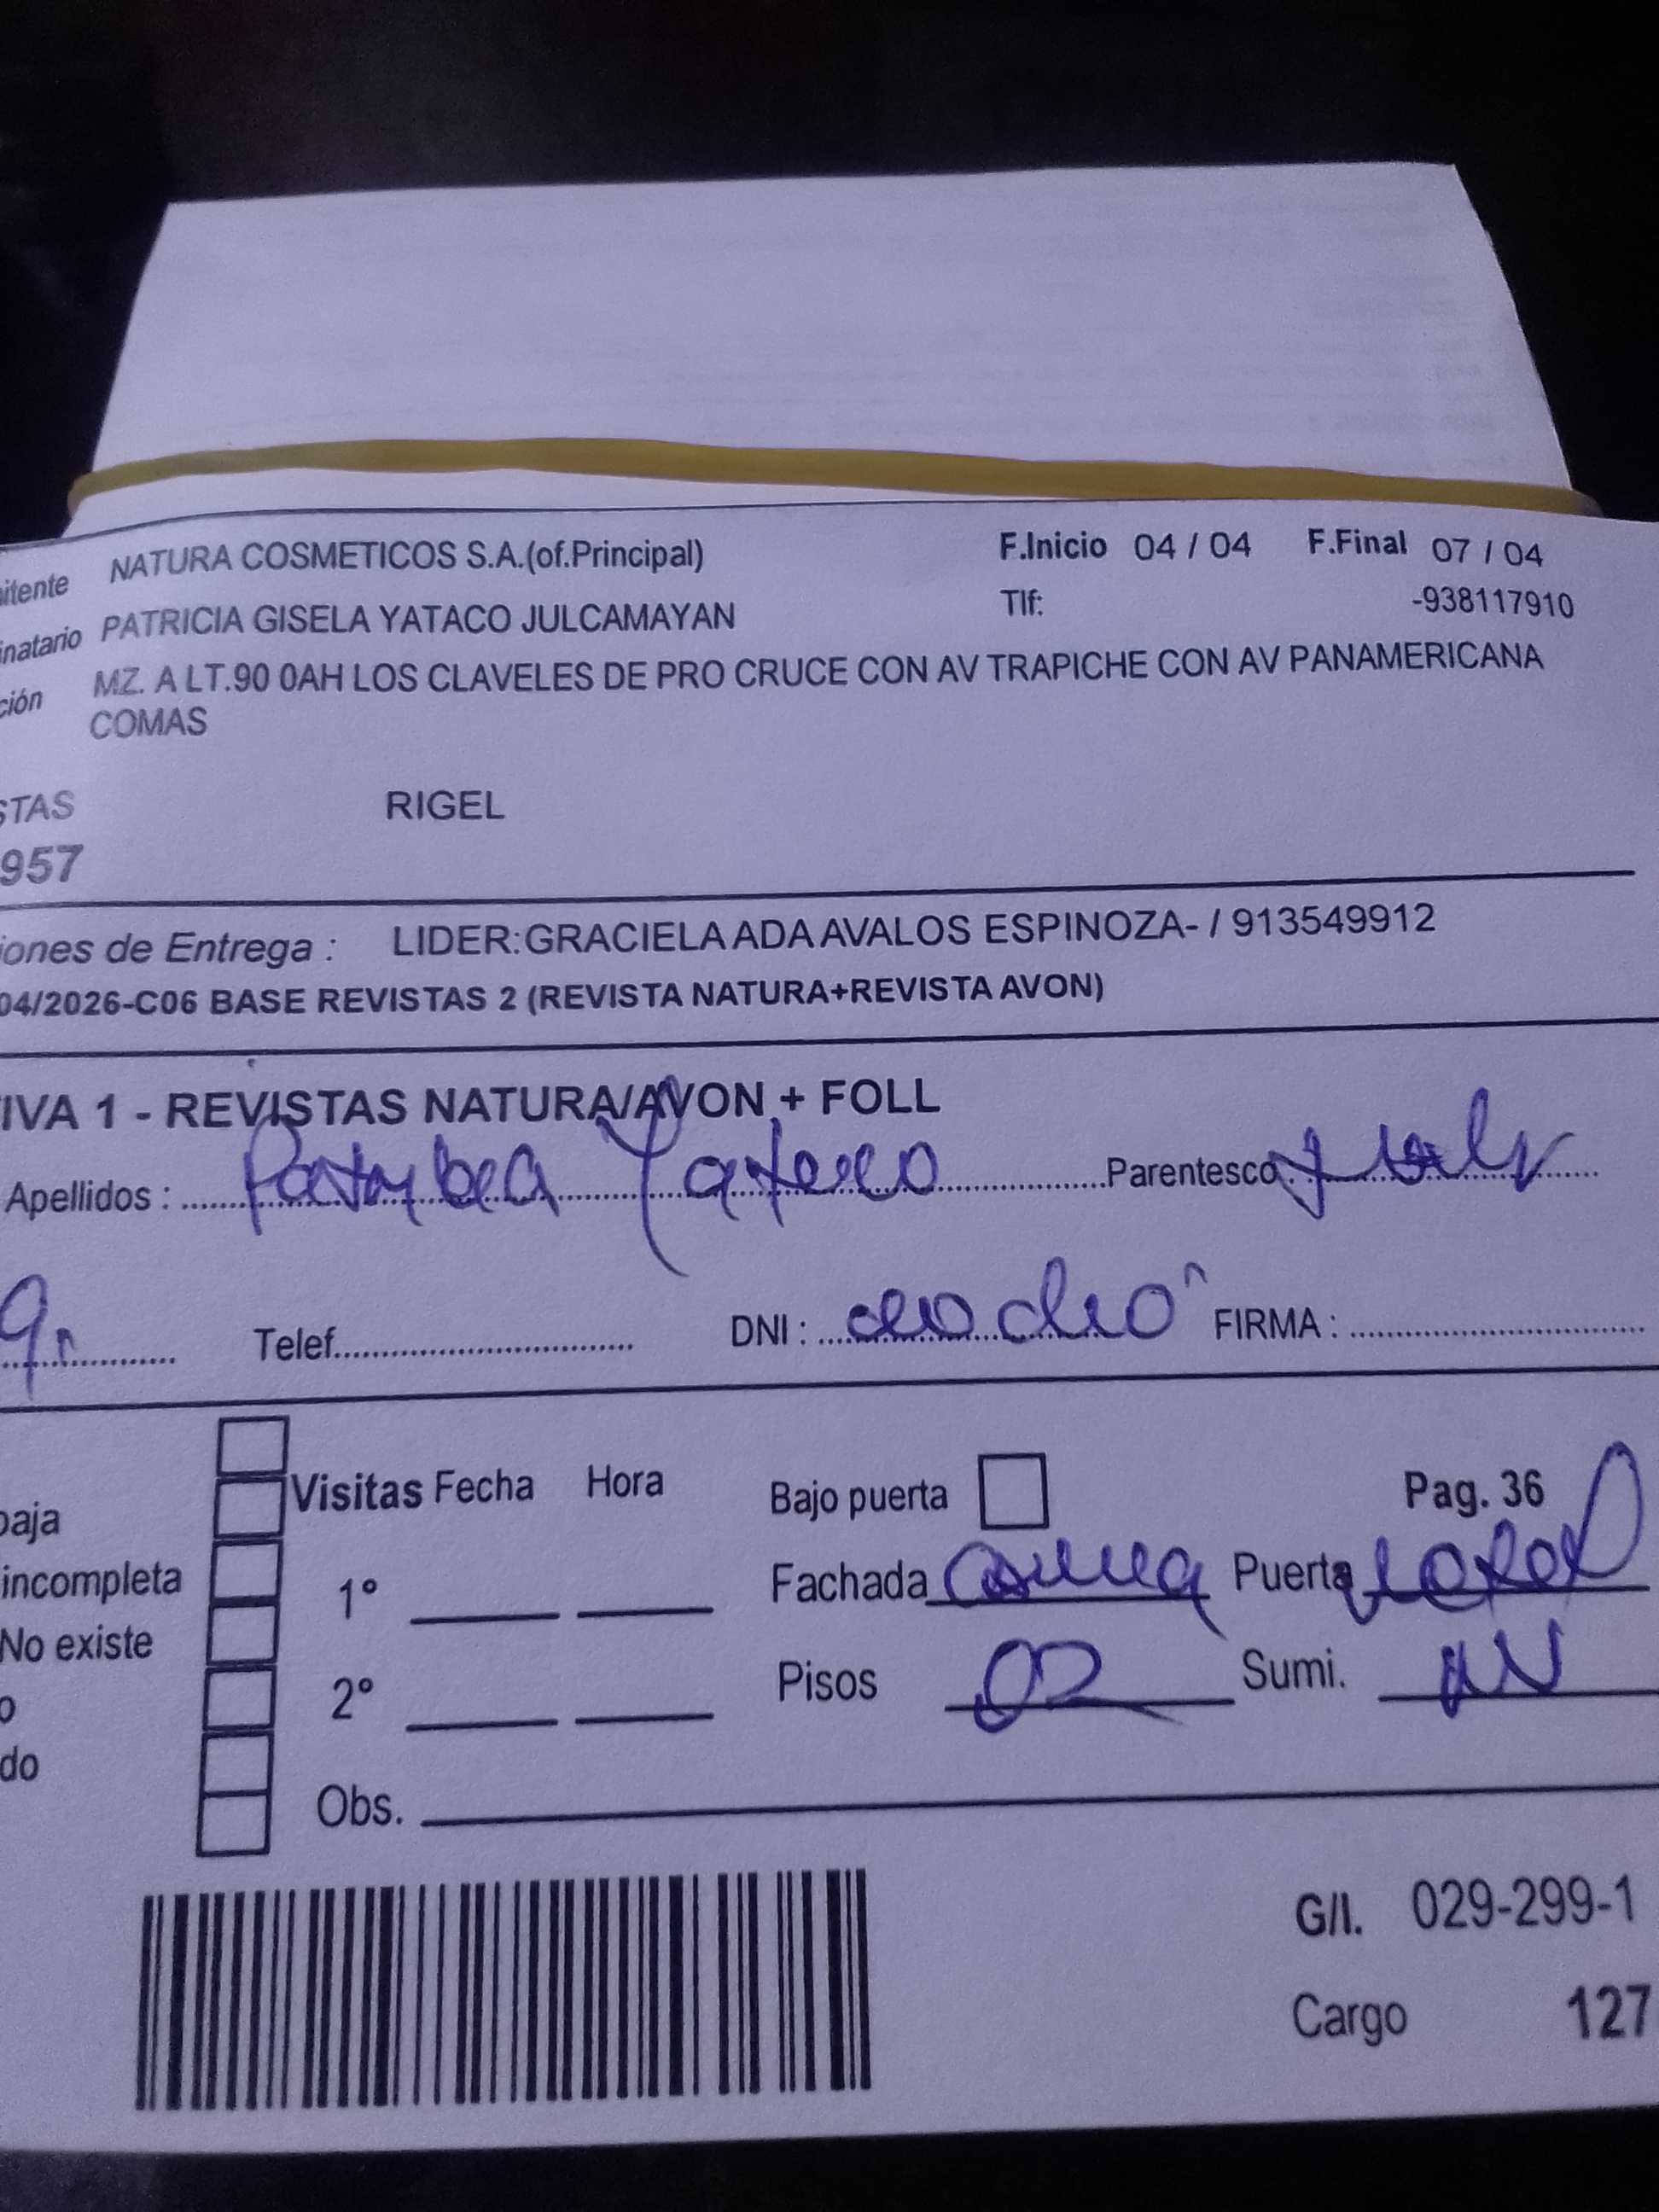 NATURA COSMETICOS S.A.(of.Principal) F.Inicio 04 / 04 F.Final 07 / 04
itente
PATRICIA GISELA YATACO JULCAMAYAN Tlf: -938117910
inatario
MZ. A LT.90 0AH LOS CLAVELES DE PRO CRUCE CON AV TRAPICHE CON AV PANAMERICANA
ción
COMAS
STAS RIGEL
957
iones de Entrega : LIDER:GRACIELA ADA AVALOS ESPINOZA- / 913549912
04/2026-C06 BASE REVISTAS 2 (REVISTA NATURA+REVISTA AVON)
IVA 1 - REVISTAS NATURA/AVON + FOLL
Apellidos : Yataco Parentesco
Telef. DNI : FIRMA :
Visitas Fecha Hora Bajo puerta Pag. 36
baja
incompleta 1° Fachada Puerta
No existe
o 2° Pisos 02 Sumi.
do
Obs.
G/I. 029-299-1
Cargo 127